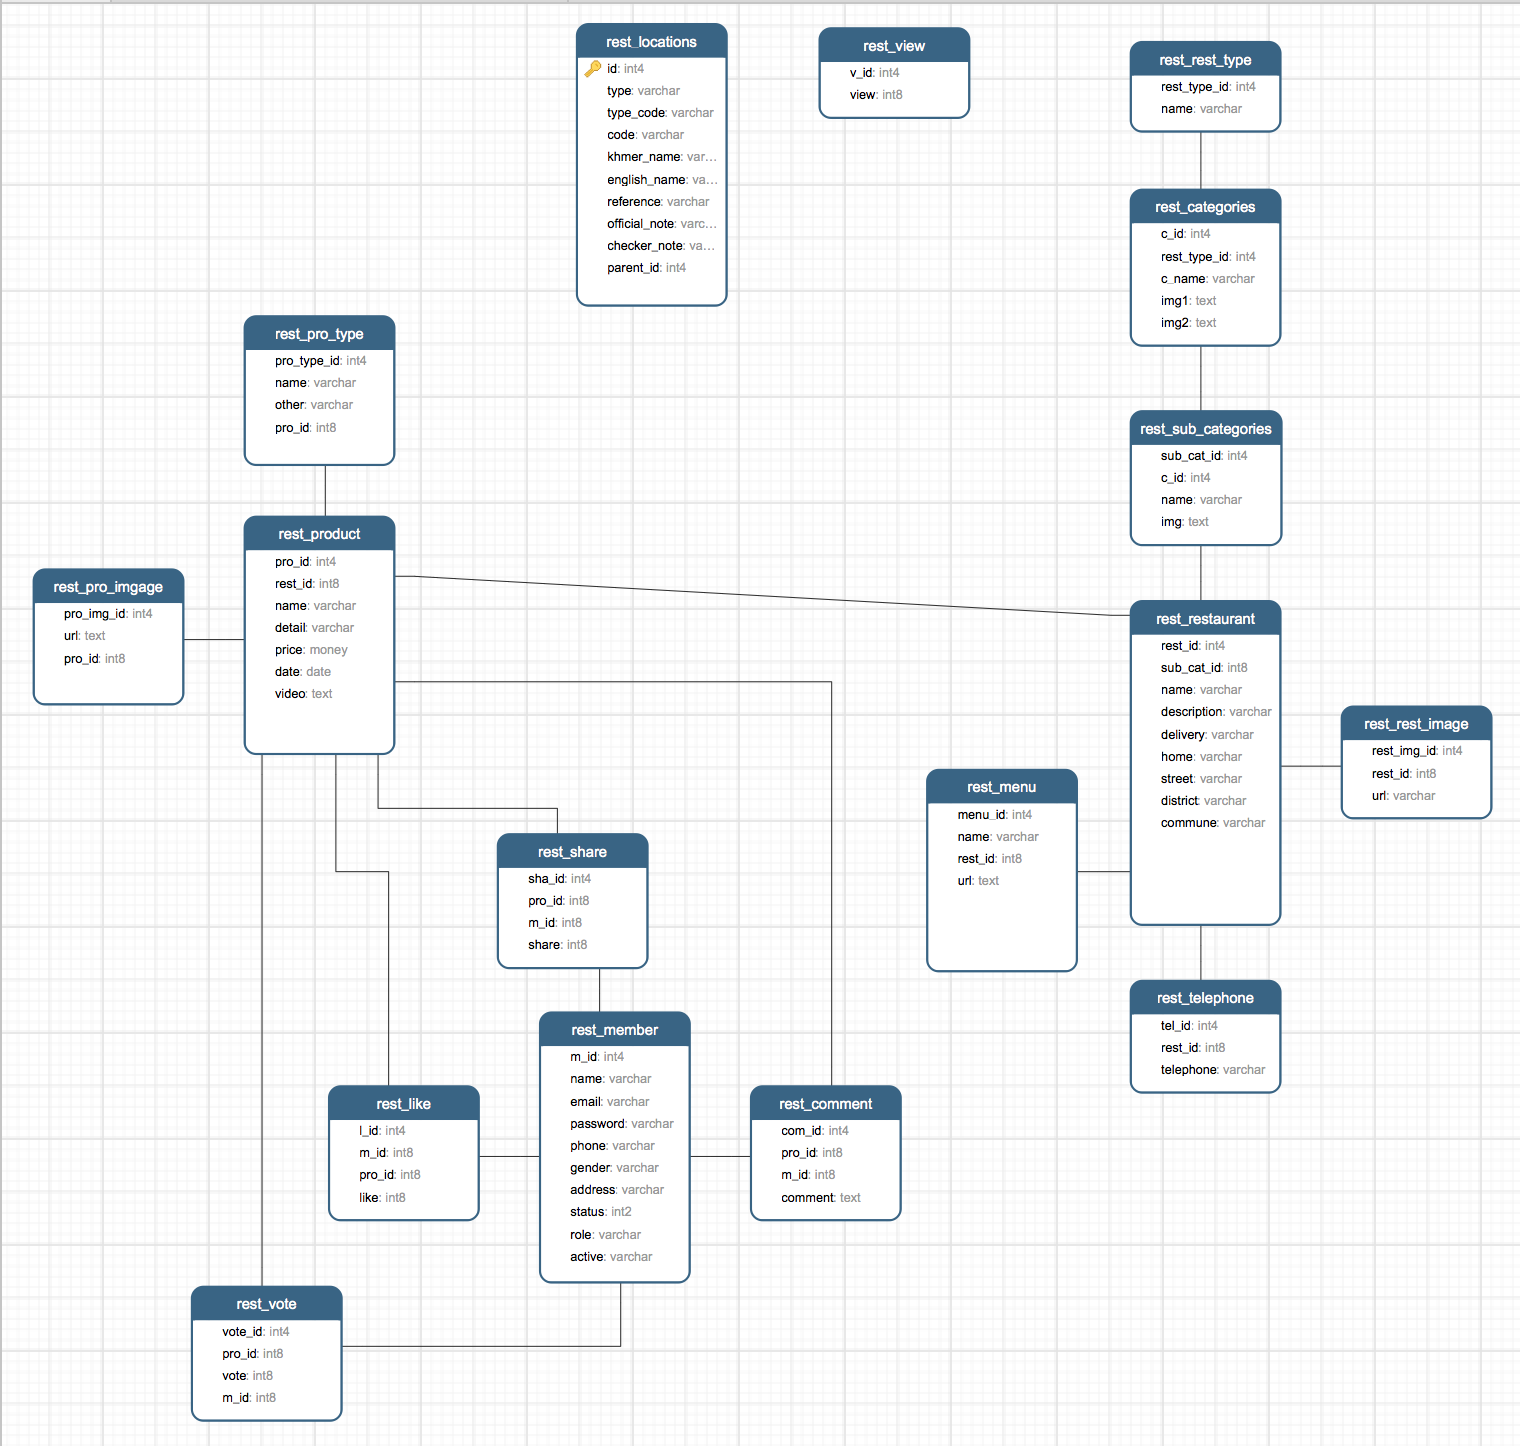 rest_locations
id: int4
type: varchar
type_code: varchar
code: varchar
khmer_name: var...
english_name: va...
reference: varchar
official_note: varc...
checker_note: va...
parent_id: int4
rest_view
v_id: int4
view: int8
rest_rest_type
rest_type_id: int4
name: varchar
rest_categories
c_id: int4
rest_type_id: int4
c_name: varchar
img1: text
img2: text
rest_pro_type
pro_type_id: int4
name: varchar
other: varchar
pro_id: int8
rest_sub_categories
sub_cat_id: int4
c_id: int4
name: varchar
img: text
rest_product
pro_id: int4
rest_id: int8
name: varchar
detail: varchar
price: money
date: date
video: text
rest_pro_imgage
pro_img_id: int4
url: text
pro_id: int8
rest_restaurant
rest_id: int4
sub_cat_id: int8
name: varchar
description: varchar
delivery: varchar
home: varchar
street: varchar
district: varchar
commune: varchar
rest_rest_image
rest_img_id: int4
rest_id: int8
url: varchar
rest_menu
menu_id: int4
name: varchar
rest_id: int8
url: text
rest_share
sha_id: int4
pro_id: int8
m_id: int8
share: int8
rest_telephone
tel_id: int4
rest_id: int8
telephone: varchar
rest_member
m_id: int4
name: varchar
email: varchar
password: varchar
phone: varchar
gender: varchar
address: varchar
status: int2
role: varchar
active: varchar
rest_like
l_id: int4
m_id: int8
pro_id: int8
like: int8
rest_comment
com_id: int4
pro_id: int8
m_id: int8
comment: text
rest_vote
vote_id: int4
pro_id: int8
vote: int8
m_id: int8